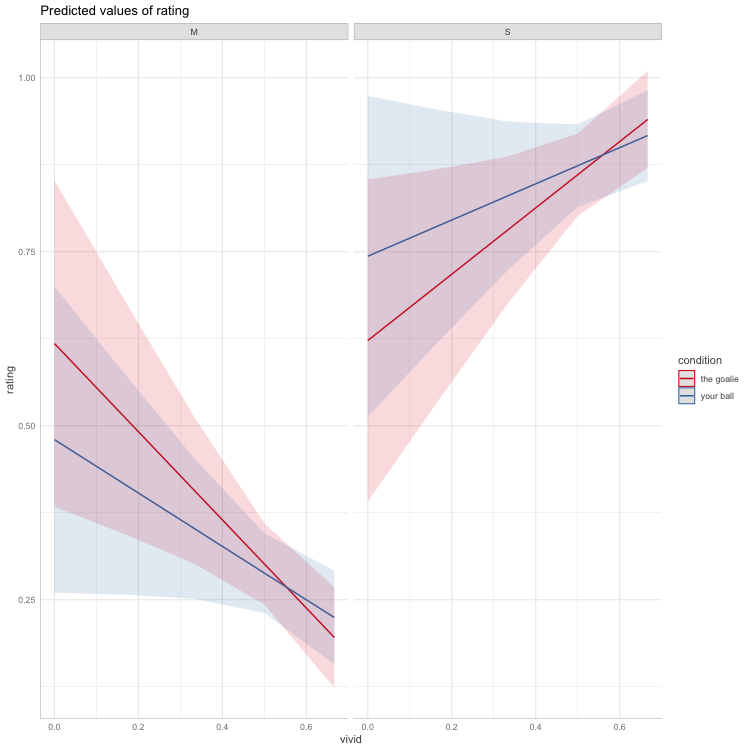 Predicted values of rating
M
S
1.00
0.75
0.50
0.25
rating
0.0
0.2
0.4
0.6
0.0
0.2
0.4
0.6
vivid
condition
the goalie
your ball